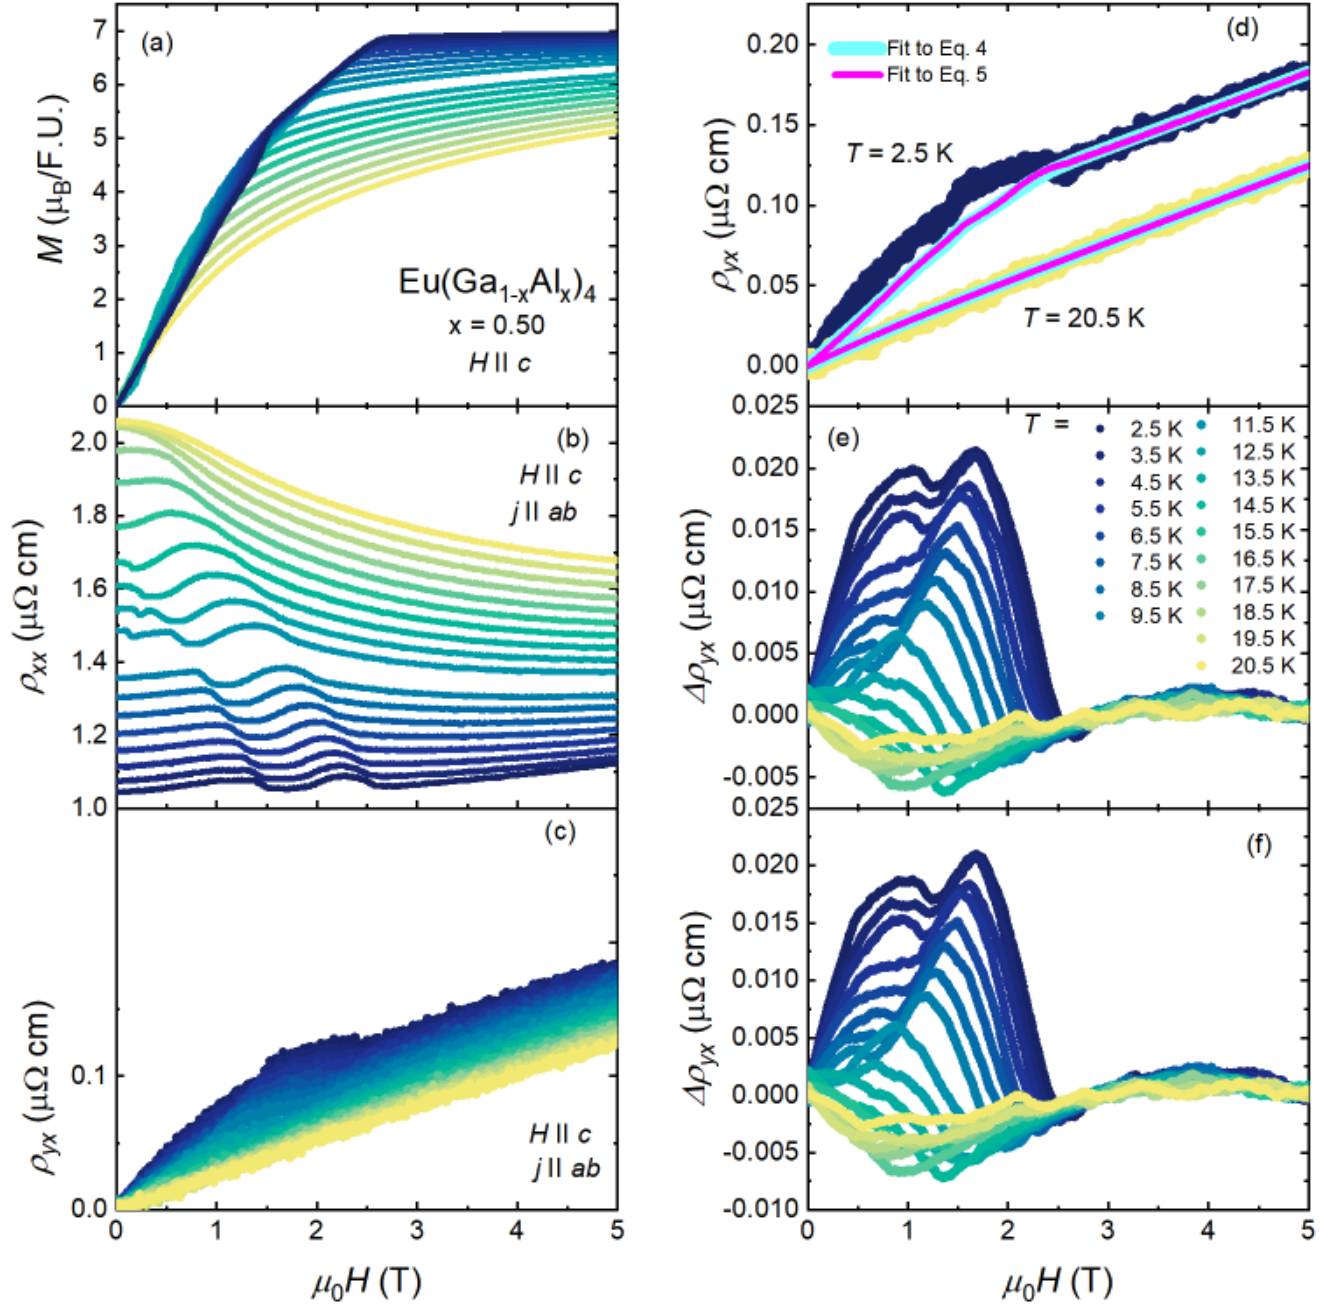 (a)
7
6
5
4
3
2
1
0
M (μB/F.U.)
Eu(Ga1-xAlx)4
x = 0.50
H || c
(b)
H || c
j || ab
2.0
1.8
1.6
1.4
1.2
1.0
ρxx (μΩ cm)
(c)
0.1
0.0
ρyx (μΩ cm)
H || c
j || ab
0 1 2 3 4 5
μ0H (T)
(d)
Fit to Eq. 4
Fit to Eq. 5
T = 2.5 K
T = 20.5 K
0.20
0.15
0.10
0.05
0.00
ρyx (μΩ cm)
(e)
T =
2.5 K
3.5 K
4.5 K
5.5 K
6.5 K
7.5 K
8.5 K
9.5 K
11.5 K
12.5 K
13.5 K
14.5 K
15.5 K
16.5 K
17.5 K
18.5 K
19.5 K
20.5 K
0.025
0.020
0.015
0.010
0.005
0.000
-0.005
Δρyx (μΩ cm)
(f)
0.025
0.020
0.015
0.010
0.005
0.000
-0.005
-0.010
Δρyx (μΩ cm)
0 1 2 3 4 5
μ0H (T)